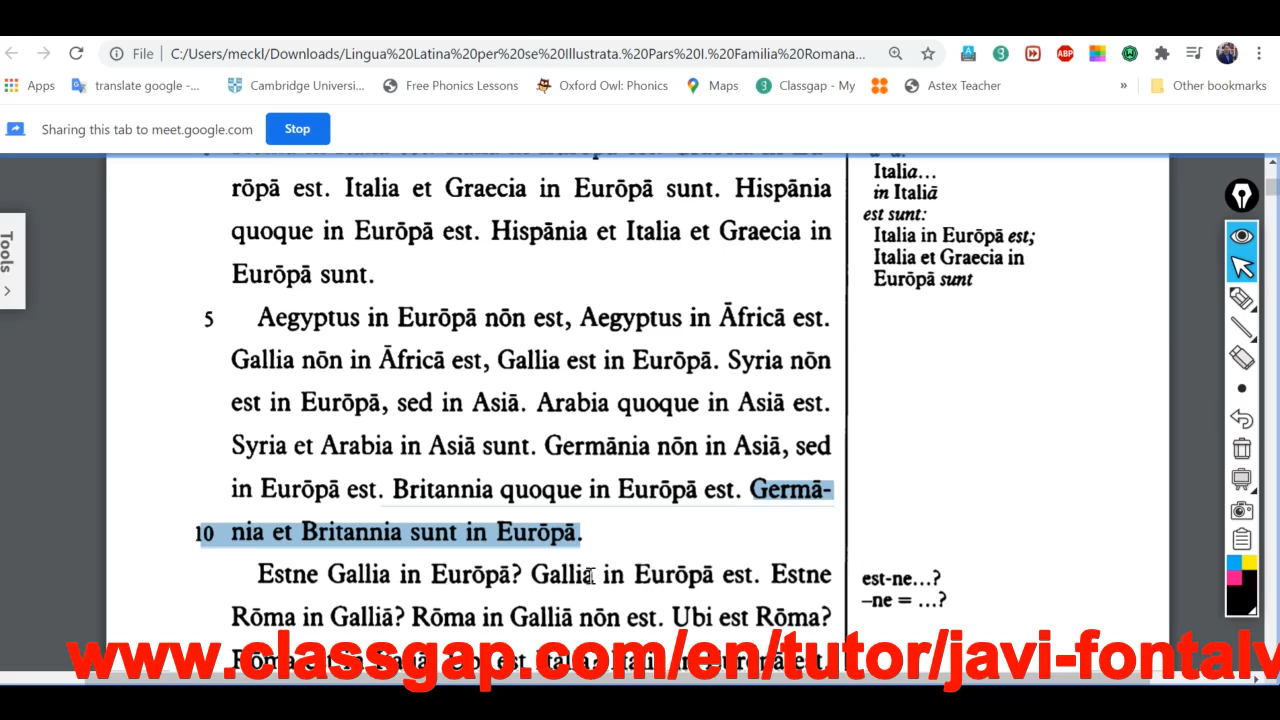 File C:/Users/meckl/Downloads/Lingua%20Latina%20per%20se%20Illustrata.%20Pars%20I.%20Familia%20Romana...
Apps translate google -... Cambridge Universi... Free Phonics Lessons Oxford Owl: Phonics Maps Classgap - My Astex Teacher » Other bookmarks
Sharing this tab to meet.google.com Stop
Tools
rōpā est. Italia et Graecia in Eurōpā sunt. Hispānia
quoque in Eurōpā est. Hispānia et Italia et Graecia in
Eurōpā sunt.
5 Aegyptus in Eurōpā nōn est, Aegyptus in Āfricā est.
Gallia nōn in Āfricā est, Gallia est in Eurōpā. Syria nōn
est in Eurōpā, sed in Asiā. Arabia quoque in Asiā est.
Syria et Arabia in Asiā sunt. Germānia nōn in Asiā, sed
in Eurōpā est. Britannia quoque in Eurōpā est. Germā-
10 nia et Britannia sunt in Eurōpā.
Estne Gallia in Eurōpā? Gallia in Eurōpā est. Estne
Rōma in Galliā? Rōma in Galliā nōn est. Ubi est Rōma?
Italia...
in Italiā
est sunt:
Italia in Eurōpā est;
Italia et Graecia in
Eurōpā sunt
est-ne...?
–ne = ...?
www.classgap.com/en/tutor/javi-fontalv